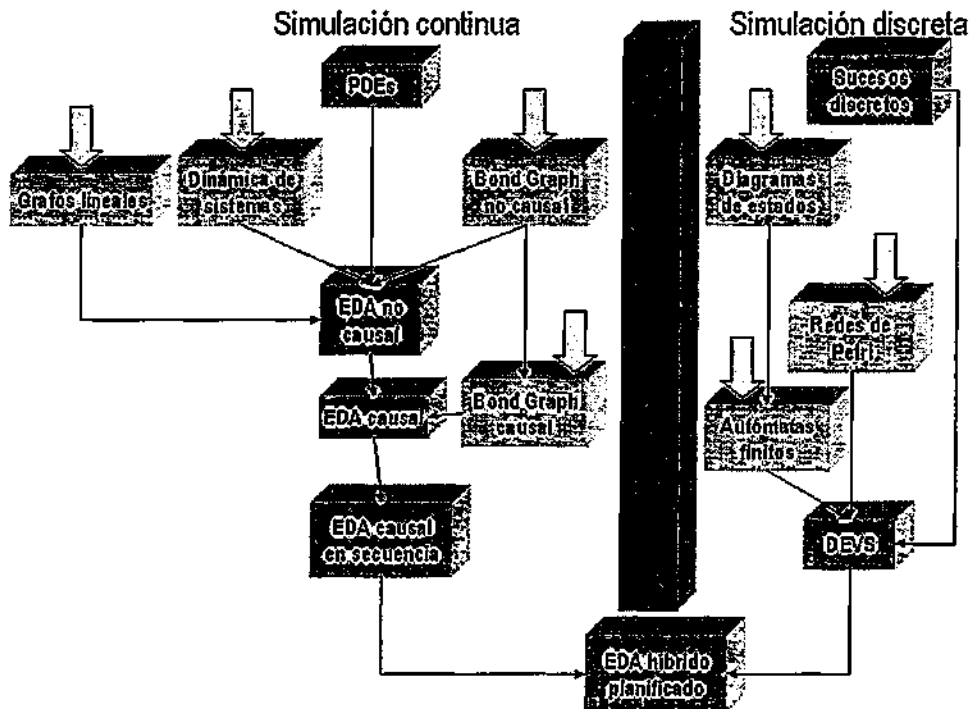 Simulación continua
Simulación discreta
PDEs
Sucesos
discretos
Grafos lineales
Dinámica de
sistemas
Bond Graph
no causal
Diagramas
de estados
EDA no
causal
Redes de
Petri
EDA causal
Bond Graph
causal
Autómatas
finitos
EDA causal
en secuencia
DEVS
EDA híbrido
planificado